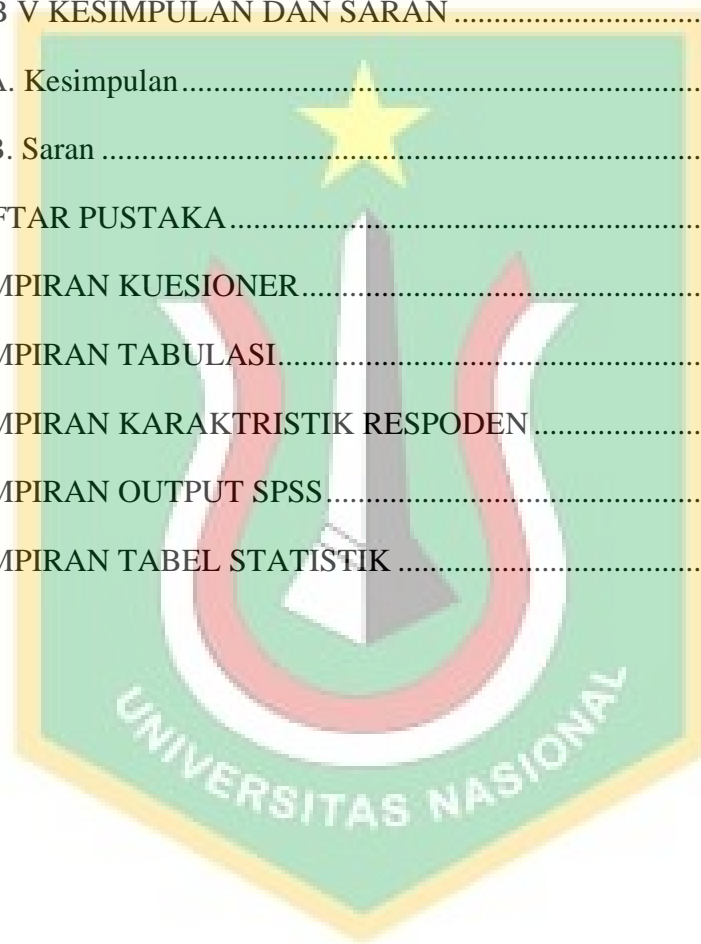 B V KESIMPULAN DAN SARAN ................................
A. Kesimpulan ................................................................
B. Saran ................................................................
FTAR PUSTAKA ................................................................
MPIRAN KUESIONER ................................................
MPIRAN TABULASI ................................................
MPIRAN KARAKTRISTIK RESPODEN ....................
MPIRAN OUTPUT SPSS ................................................
MPIRAN TABEL STATISTIK ................................
UNIVERSITAS NASIONAL